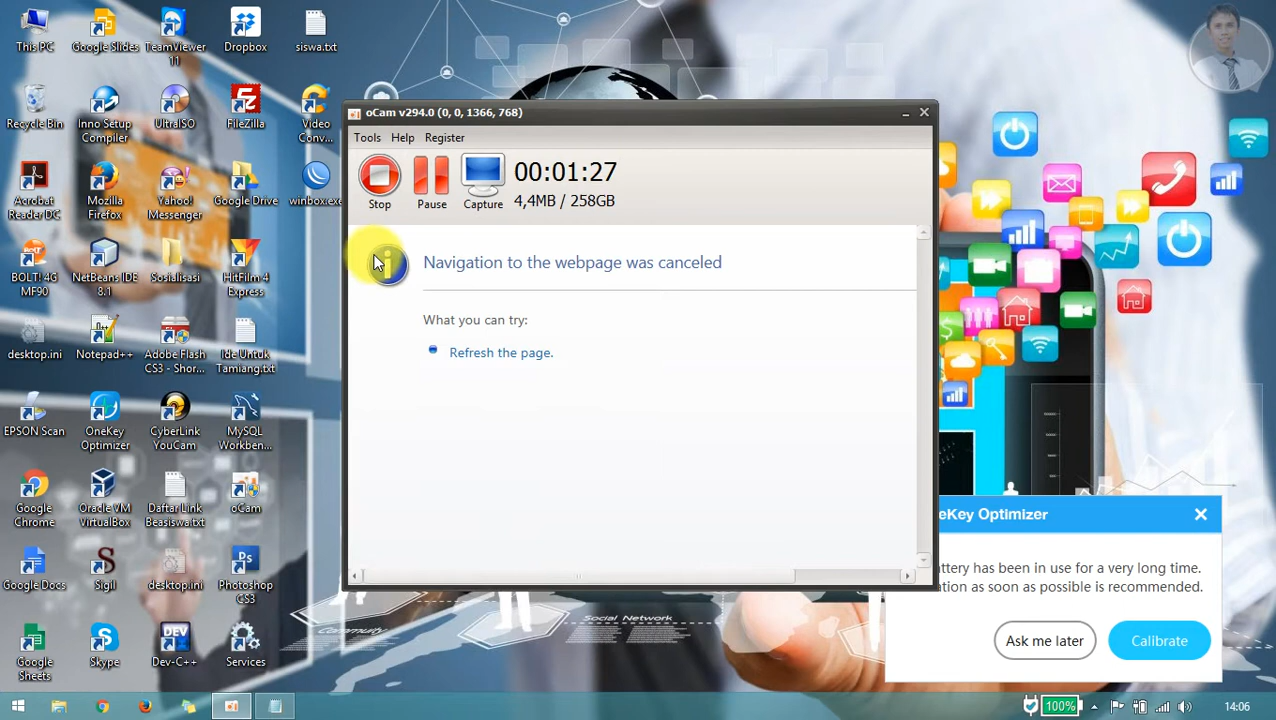 This PC
Google Slides
TeamViewer
11
Dropbox
siswa.txt
Recycle Bin
Inno Setup
Compiler
UltraISO
FileZilla
Video
Conv...
Acrobat
Reader DC
Mozilla
Firefox
Yahoo!
Messenger
Google Drive
winbox.exe
BOLT! 4G
MF90
NetBeans IDE
8.1
Sosialisasi
HitFilm 4
Express
desktop.ini
Notepad++
Adobe Flash
CS3 - Shor...
Ide Untuk
Tamiang.txt
EPSON Scan
OneKey
Optimizer
CyberLink
YouCam
MySQL
Workben...
Google
Chrome
Oracle VM
VirtualBox
Daftar Link
Beasiswa.txt
oCam
Google Docs
Sigil
desktop.ini
Photoshop
CS3
Google
Sheets
Skype
Dev-C++
Services
oCam v294.0 (0, 0, 1366, 768)
Tools Help Register
Stop
Pause
Capture
00:01:27
4,4MB / 258GB
Navigation to the webpage was canceled
What you can try:
Refresh the page.
eKey Optimizer
attery has been in use for a very long time.
ation as soon as possible is recommended.
Ask me later
Calibrate
Social Network
100%
14:06